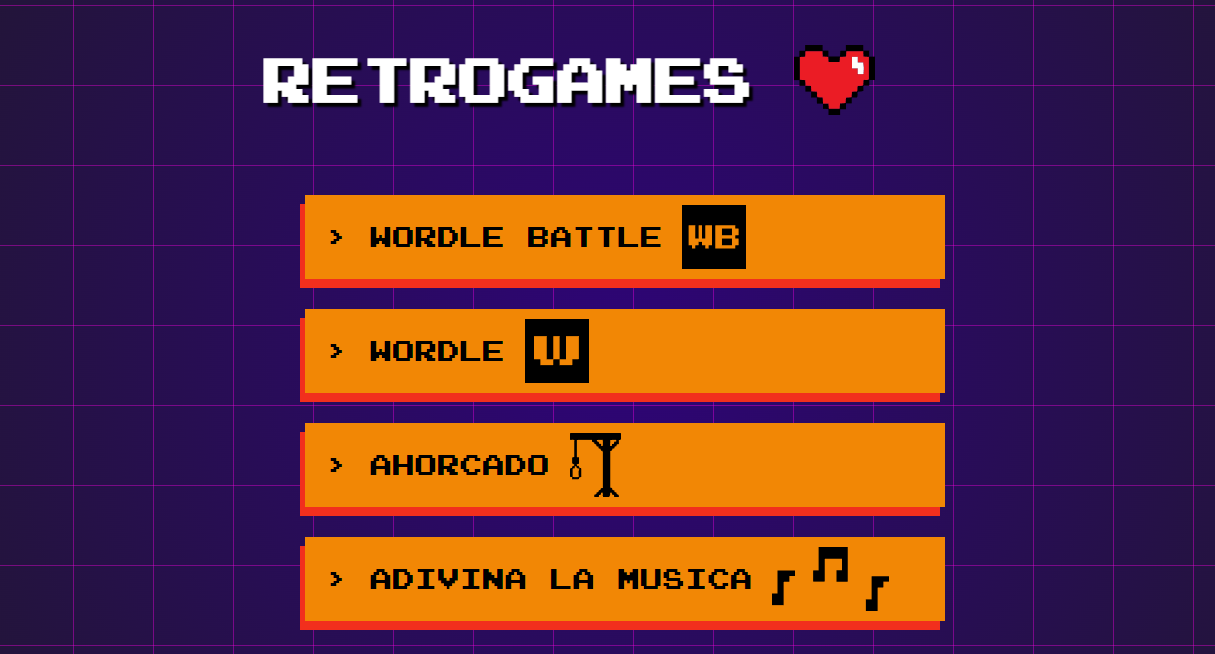 RETROGAMES
> WORDLE BATTLE WB
> WORDLE W
> AHORCADO
> ADIVINA LA MUSICA